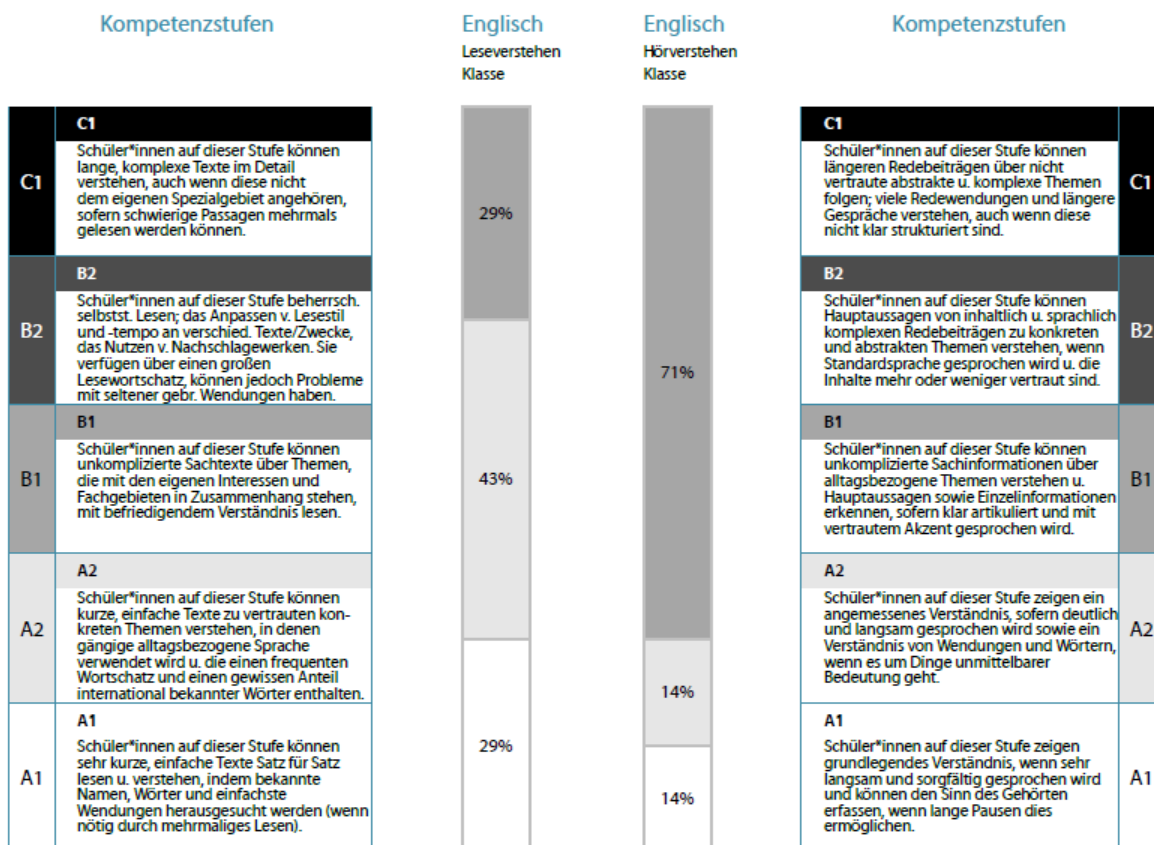 Kompetenzstufen
Englisch
Leseverstehen
Klasse
Englisch
Hörverstehen
Klasse
Kompetenzstufen
C1
C1
Schüler*innen auf dieser Stufe können
lange, komplexe Texte im Detail
verstehen, auch wenn diese nicht
dem eigenen Spezialgebiet angehören,
sofern schwierige Passagen mehrmals
gelesen werden können.
B2
B2
Schüler*innen auf dieser Stufe beherrsch.
selbstst. Lesen; das Anpassen v. Lesestil
und -tempo an verschied. Texte/Zwecke,
das Nutzen v. Nachschlagewerken. Sie
verfügen über einen großen
Lesewortschatz, können jedoch Probleme
mit seltener gebr. Wendungen haben.
B1
B1
Schüler*innen auf dieser Stufe können
unkomplizierte Sachtexte über Themen,
die mit den eigenen Interessen und
Fachgebieten in Zusammenhang stehen,
mit befriedigendem Verständnis lesen.
A2
A2
Schüler*innen auf dieser Stufe können
kurze, einfache Texte zu vertrauten kon-
kreten Themen verstehen, in denen
gängige alltagsbezogene Sprache
verwendet wird u. die einen frequenten
Wortschatz und einen gewissen Anteil
international bekannter Wörter enthalten.
A1
A1
Schüler*innen auf dieser Stufe können
sehr kurze, einfache Texte Satz für Satz
lesen u. verstehen, indem bekannte
Namen, Wörter und einfachste
Wendungen herausgesucht werden (wenn
nötig durch mehrmaliges Lesen).
29%
43%
29%
71%
14%
14%
C1
Schüler*innen auf dieser Stufe können
längeren Redebeiträgen über nicht
vertraute abstrakte u. komplexe Themen
folgen; viele Redewendungen und längere
Gespräche verstehen, auch wenn diese
nicht klar strukturiert sind.
C1
B2
Schüler*innen auf dieser Stufe können
Hauptaussagen von inhaltlich u. sprachlich
komplexen Redebeiträgen zu konkreten
und abstrakten Themen verstehen, wenn
Standardsprache gesprochen wird u. die
Inhalte mehr oder weniger vertraut sind.
B2
B1
Schüler*innen auf dieser Stufe können
unkomplizierte Sachinformationen über
alltagsbezogene Themen verstehen u.
Hauptaussagen sowie Einzelinformationen
erkennen, sofern klar artikuliert und mit
vertrautem Akzent gesprochen wird.
B1
A2
Schüler*innen auf dieser Stufe zeigen ein
angemessenes Verständnis, sofern deutlich
und langsam gesprochen wird sowie ein
Verständnis von Wendungen und Wörtern,
wenn es um Dinge unmittelbarer
Bedeutung geht.
A2
A1
Schüler*innen auf dieser Stufe zeigen
grundlegendes Verständnis, wenn sehr
langsam und sorgfältig gesprochen wird
und können den Sinn des Gehörten
erfassen, wenn lange Pausen dies
ermöglichen.
A1